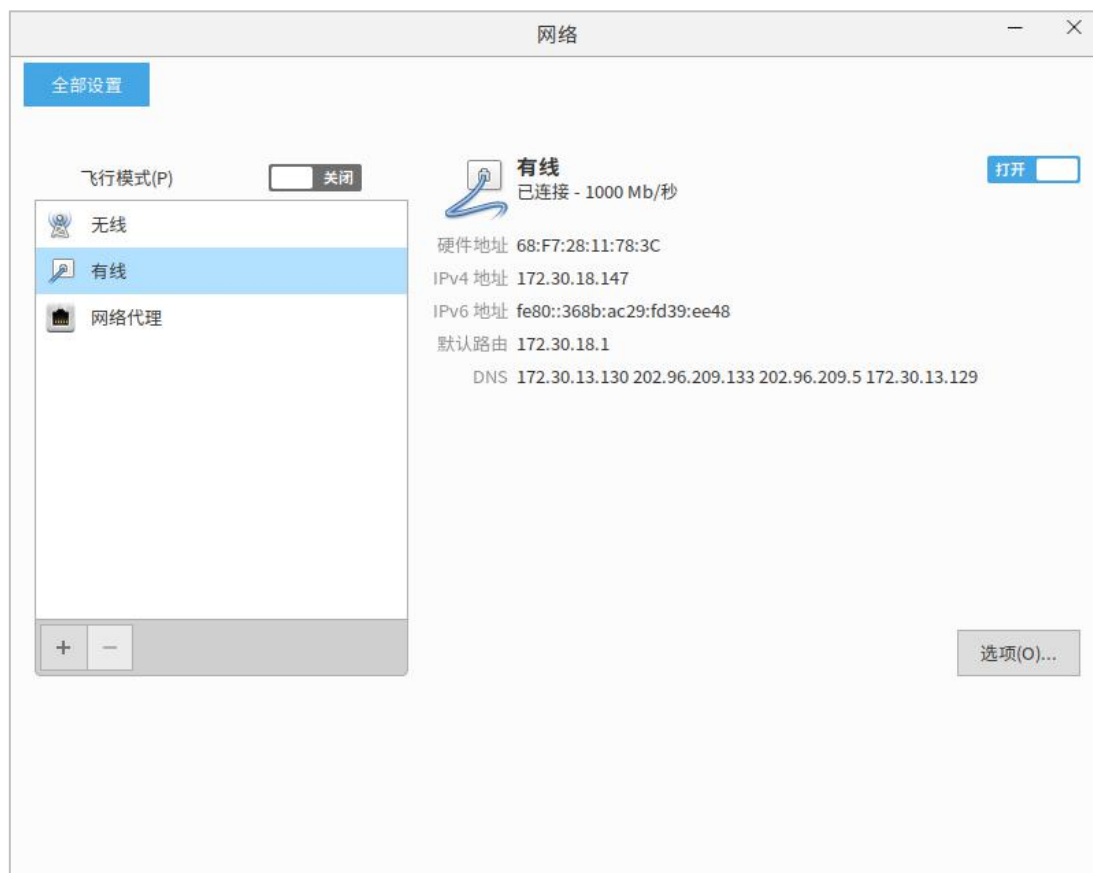 网络
全部设置
飞行模式(P) 关闭
无线
有线
网络代理
有线
已连接 - 1000 Mb/秒
打开
硬件地址 68:F7:28:11:78:3C
IPv4 地址 172.30.18.147
IPv6 地址 fe80::368b:ac29:fd39:ee48
默认路由 172.30.18.1
DNS 172.30.13.130 202.96.209.133 202.96.209.5 172.30.13.129
选项(O)...